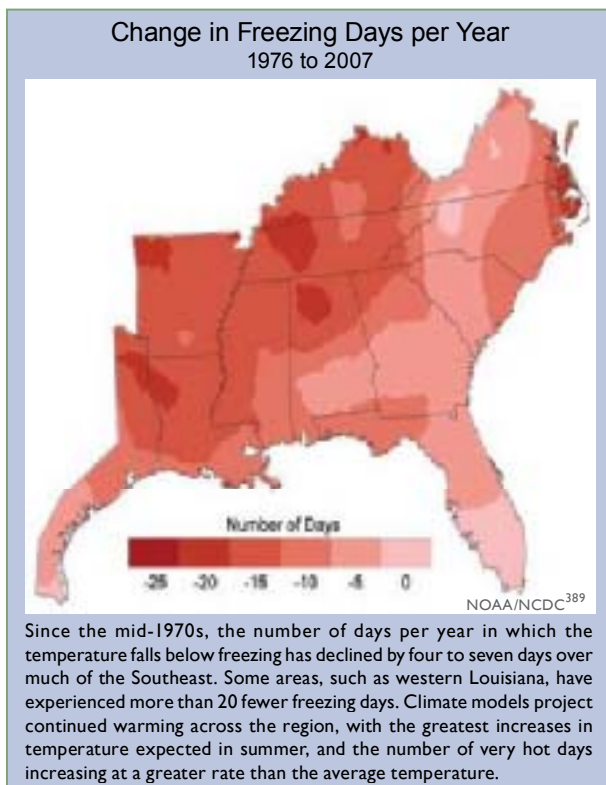 Change in Freezing Days per Year
1976 to 2007
Number of Days
-25 -20 -15 -10 -5 0
NOAA/NCDC389
Since the mid-1970s, the number of days per year in which the
temperature falls below freezing has declined by four to seven days over
much of the Southeast. Some areas, such as western Louisiana, have
experienced more than 20 fewer freezing days. Climate models project
continued warming across the region, with the greatest increases in
temperature expected in summer, and the number of very hot days
increasing at a greater rate than the average temperature.